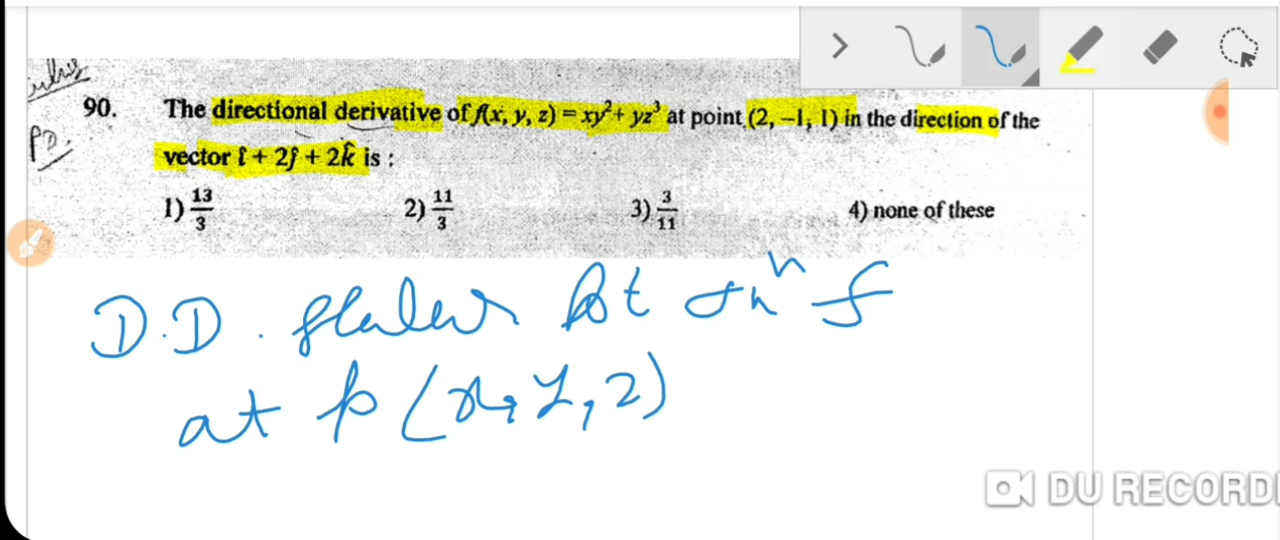 90. The directional derivative of f(x, y, z) = xy² + yz³ at point (2, −1, 1) in the direction of the
vector î + 2ĵ + 2k̂ is :
1) 13/3 2) 11/3 3) 3/11 4) none of these
D.D. of
at p (x, y, z)
DU RECORD